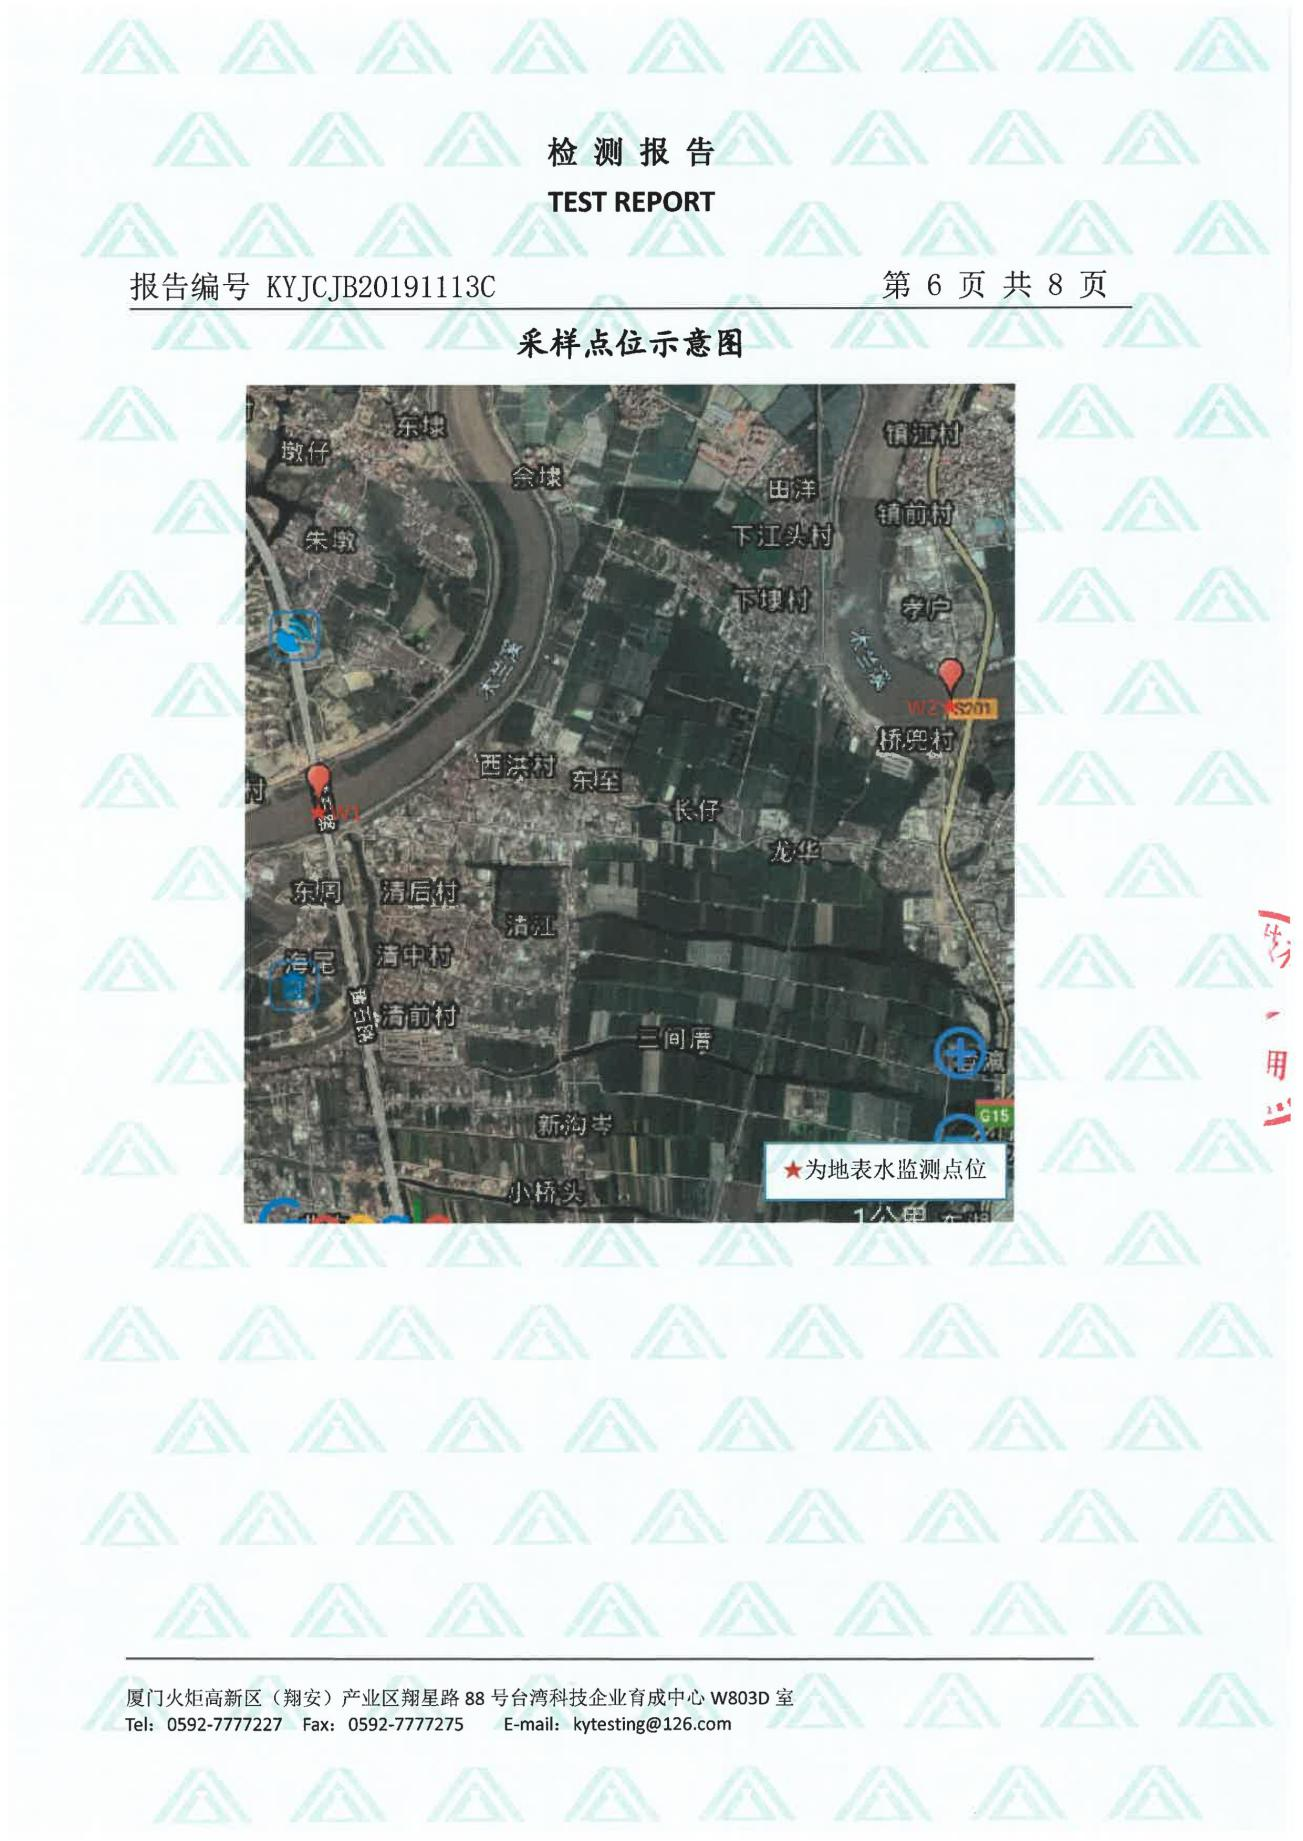 检测报告
TEST REPORT
报告编号 KYJCJB20191113C
第 6 页 共 8 页
采样点位示意图
东埭
镇江村
墩仔
余埭
田洋
镇前村
朱墩
下江头村
下埭村
孝户
木兰溪
木兰溪
W2★
S201
桥兜村
西洪村
东至
村
长仔
★W1
龙华
东周
清后村
清江
清中村
海尾
清前村
三间厝
G15
新沟岑
★为地表水监测点位
小桥头
1公里
厦门火炬高新区（翔安）产业区翔星路 88 号台湾科技企业育成中心 W803D 室
Tel: 0592-7777227 Fax: 0592-7777275 E-mail: kytesting@126.com
用